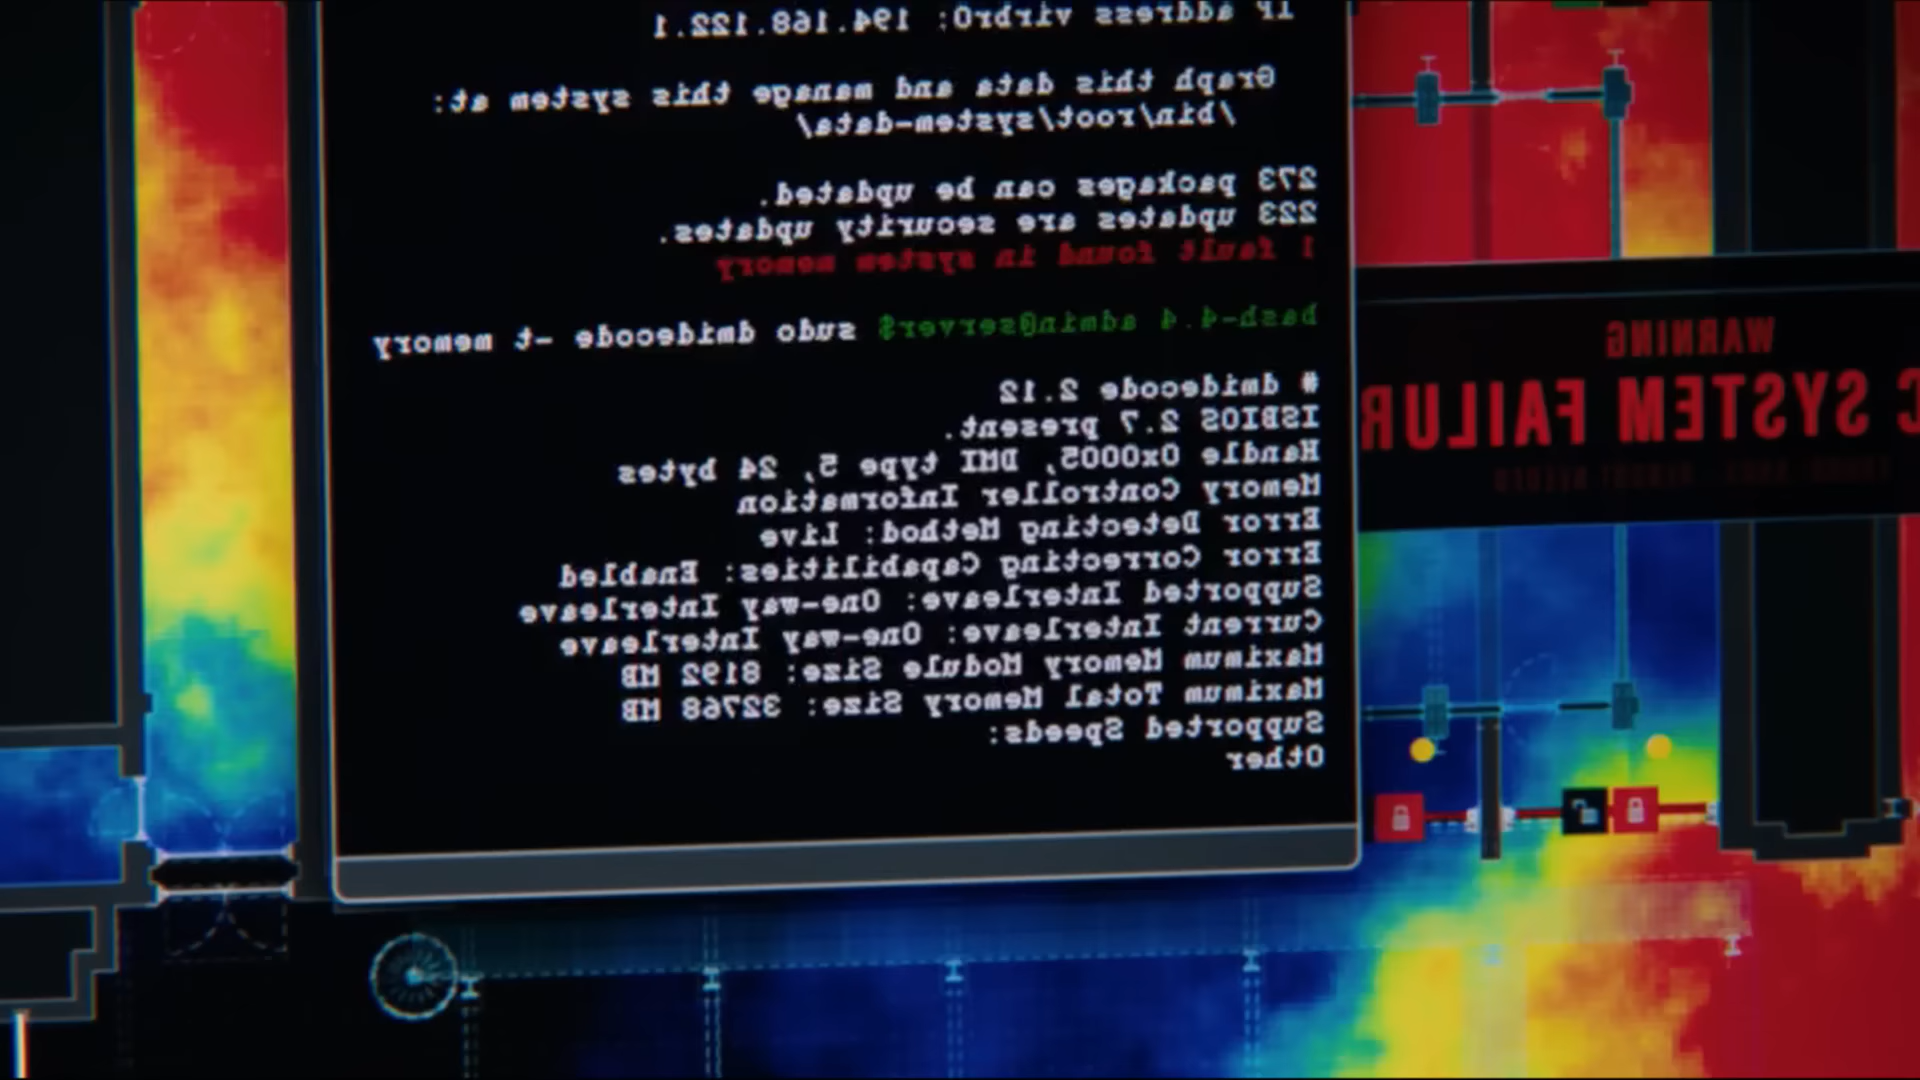 IP address virbr0: 194.168.122.1
Graph this data and manage this system at:
/bin/root/system-data/
273 packages can be updated.
223 updates are security updates.
1 fault found in system memory
bash-4.4 admin@server$ sudo dmidecode -t memory
# dmidecode 2.12
ISBIOS 2.7 present.
Handle 0x0005, DMI type 5, 24 bytes
Memory Controller Information
Error Detecting Method: Live
Error Correcting Capabilities: Enabled
Supported Interleave: One-way Interleave
Current Interleave: One-way Interleave
Maximum Memory Module Size: 8192 MB
Maximum Total Memory Size: 32768 MB
Supported Speeds:
Other
WARNING
C SYSTEM FAILUR